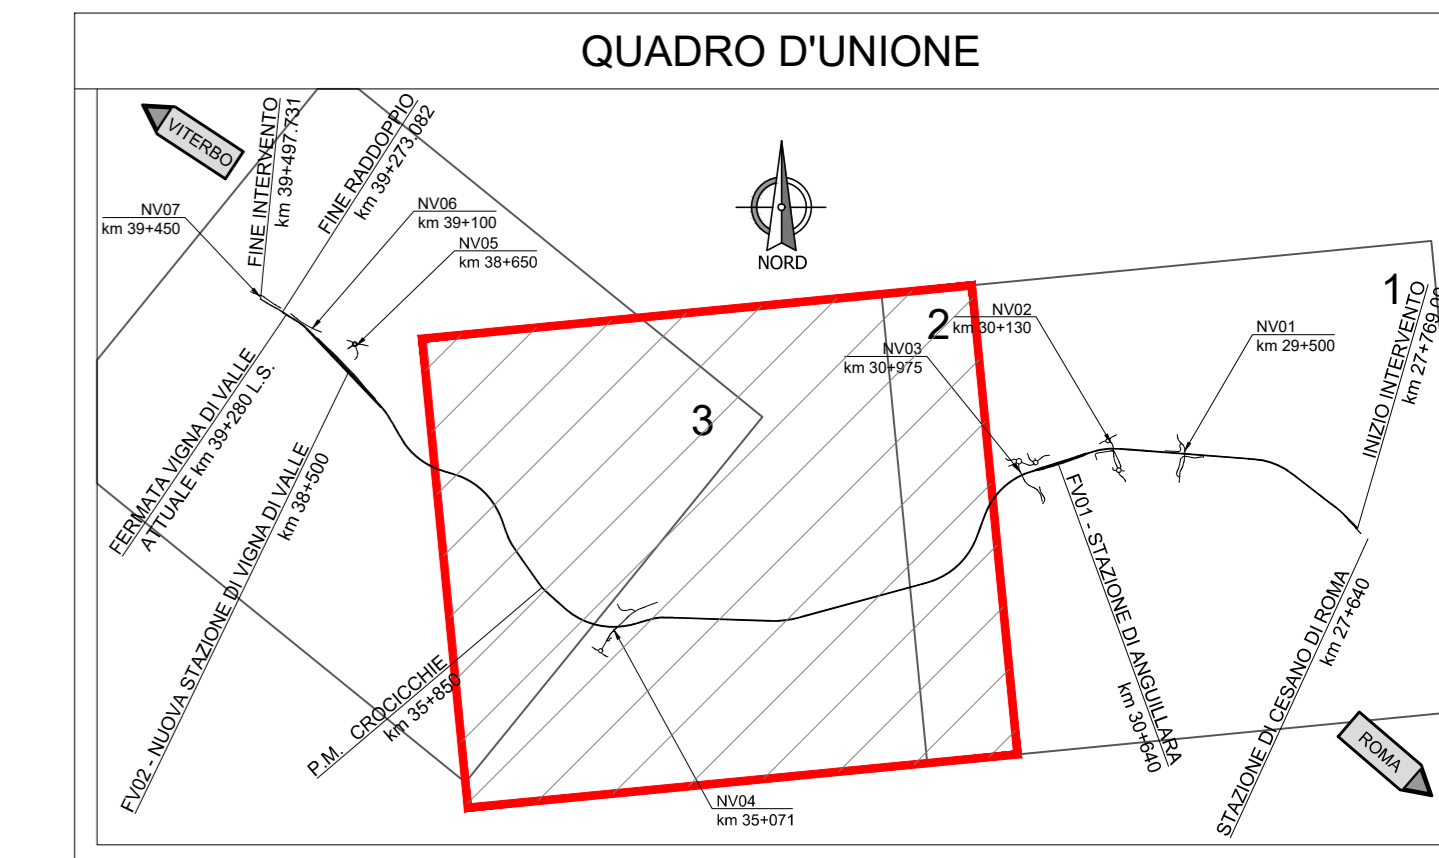 QUADRO D'UNIONE
VITERBO
FINE INTERVENTO
km 39+497.731
FINE RADDOPPIO
km 39+273.082
NV07
km 39+450
NV06
km 39+100
NV05
km 38+650
NORD
1
INIZIO INTERVENTO
2
NV02
km 30+130
NV01
km 29+500
NV03
km 30+975
3
FERMATA VIGNA DI VALLE
ATTUALE km 39+280 L.S.
FV02 - NUOVA STAZIONE DI VIGNA DI VALLE
km 38+500
P.M. CROCICCHIE
km 35+850
NV04
km 35+071
FV01 - STAZIONE DI ANGUILLARA
km 30+640
STAZIONE DI CESANO DI ROMA
km 27+640
ROMA